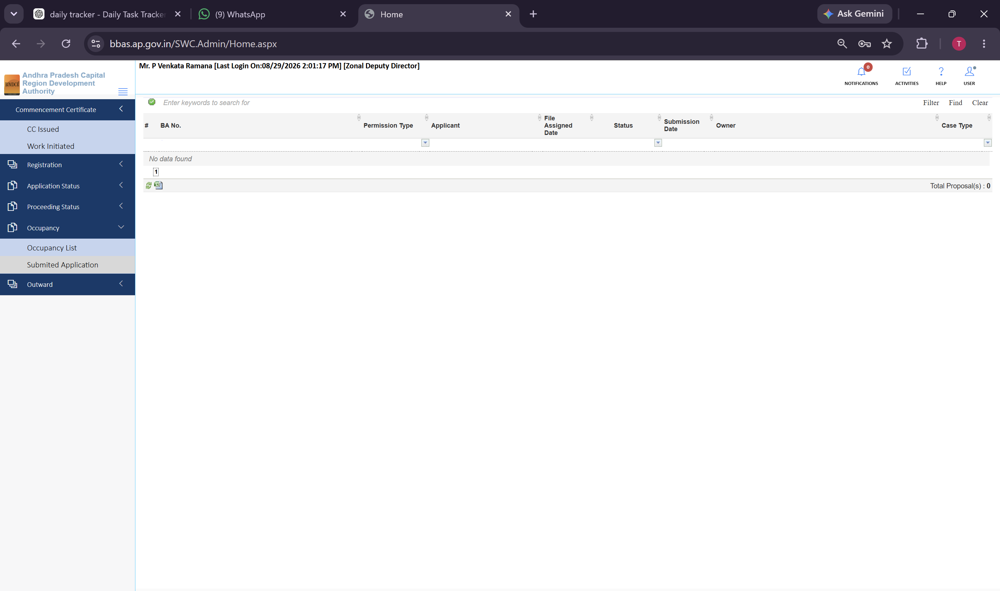 daily tracker - Daily Task Tracker
(9) WhatsApp
Home
Ask Gemini
bbas.ap.gov.in/SWC.Admin/Home.aspx
T
BIMDCR
Andhra Pradesh Capital
Region Development
Authority
Mr. P Venkata Ramana [Last Login On:08/29/2026 2:01:17 PM] [Zonal Deputy Director]
0
NOTIFICATIONS
ACTIVITIES
HELP
USER
Commencement Certificate
CC Issued
Work Initiated
Registration
Application Status
Proceeding Status
Occupancy
Occupancy List
Submited Application
Outward
Enter keywords to search for
Filter Find Clear
# BA No. Permission Type Applicant File Assigned Date Status Submission Date Owner Case Type
No data found
1
Total Proposal(s) : 0